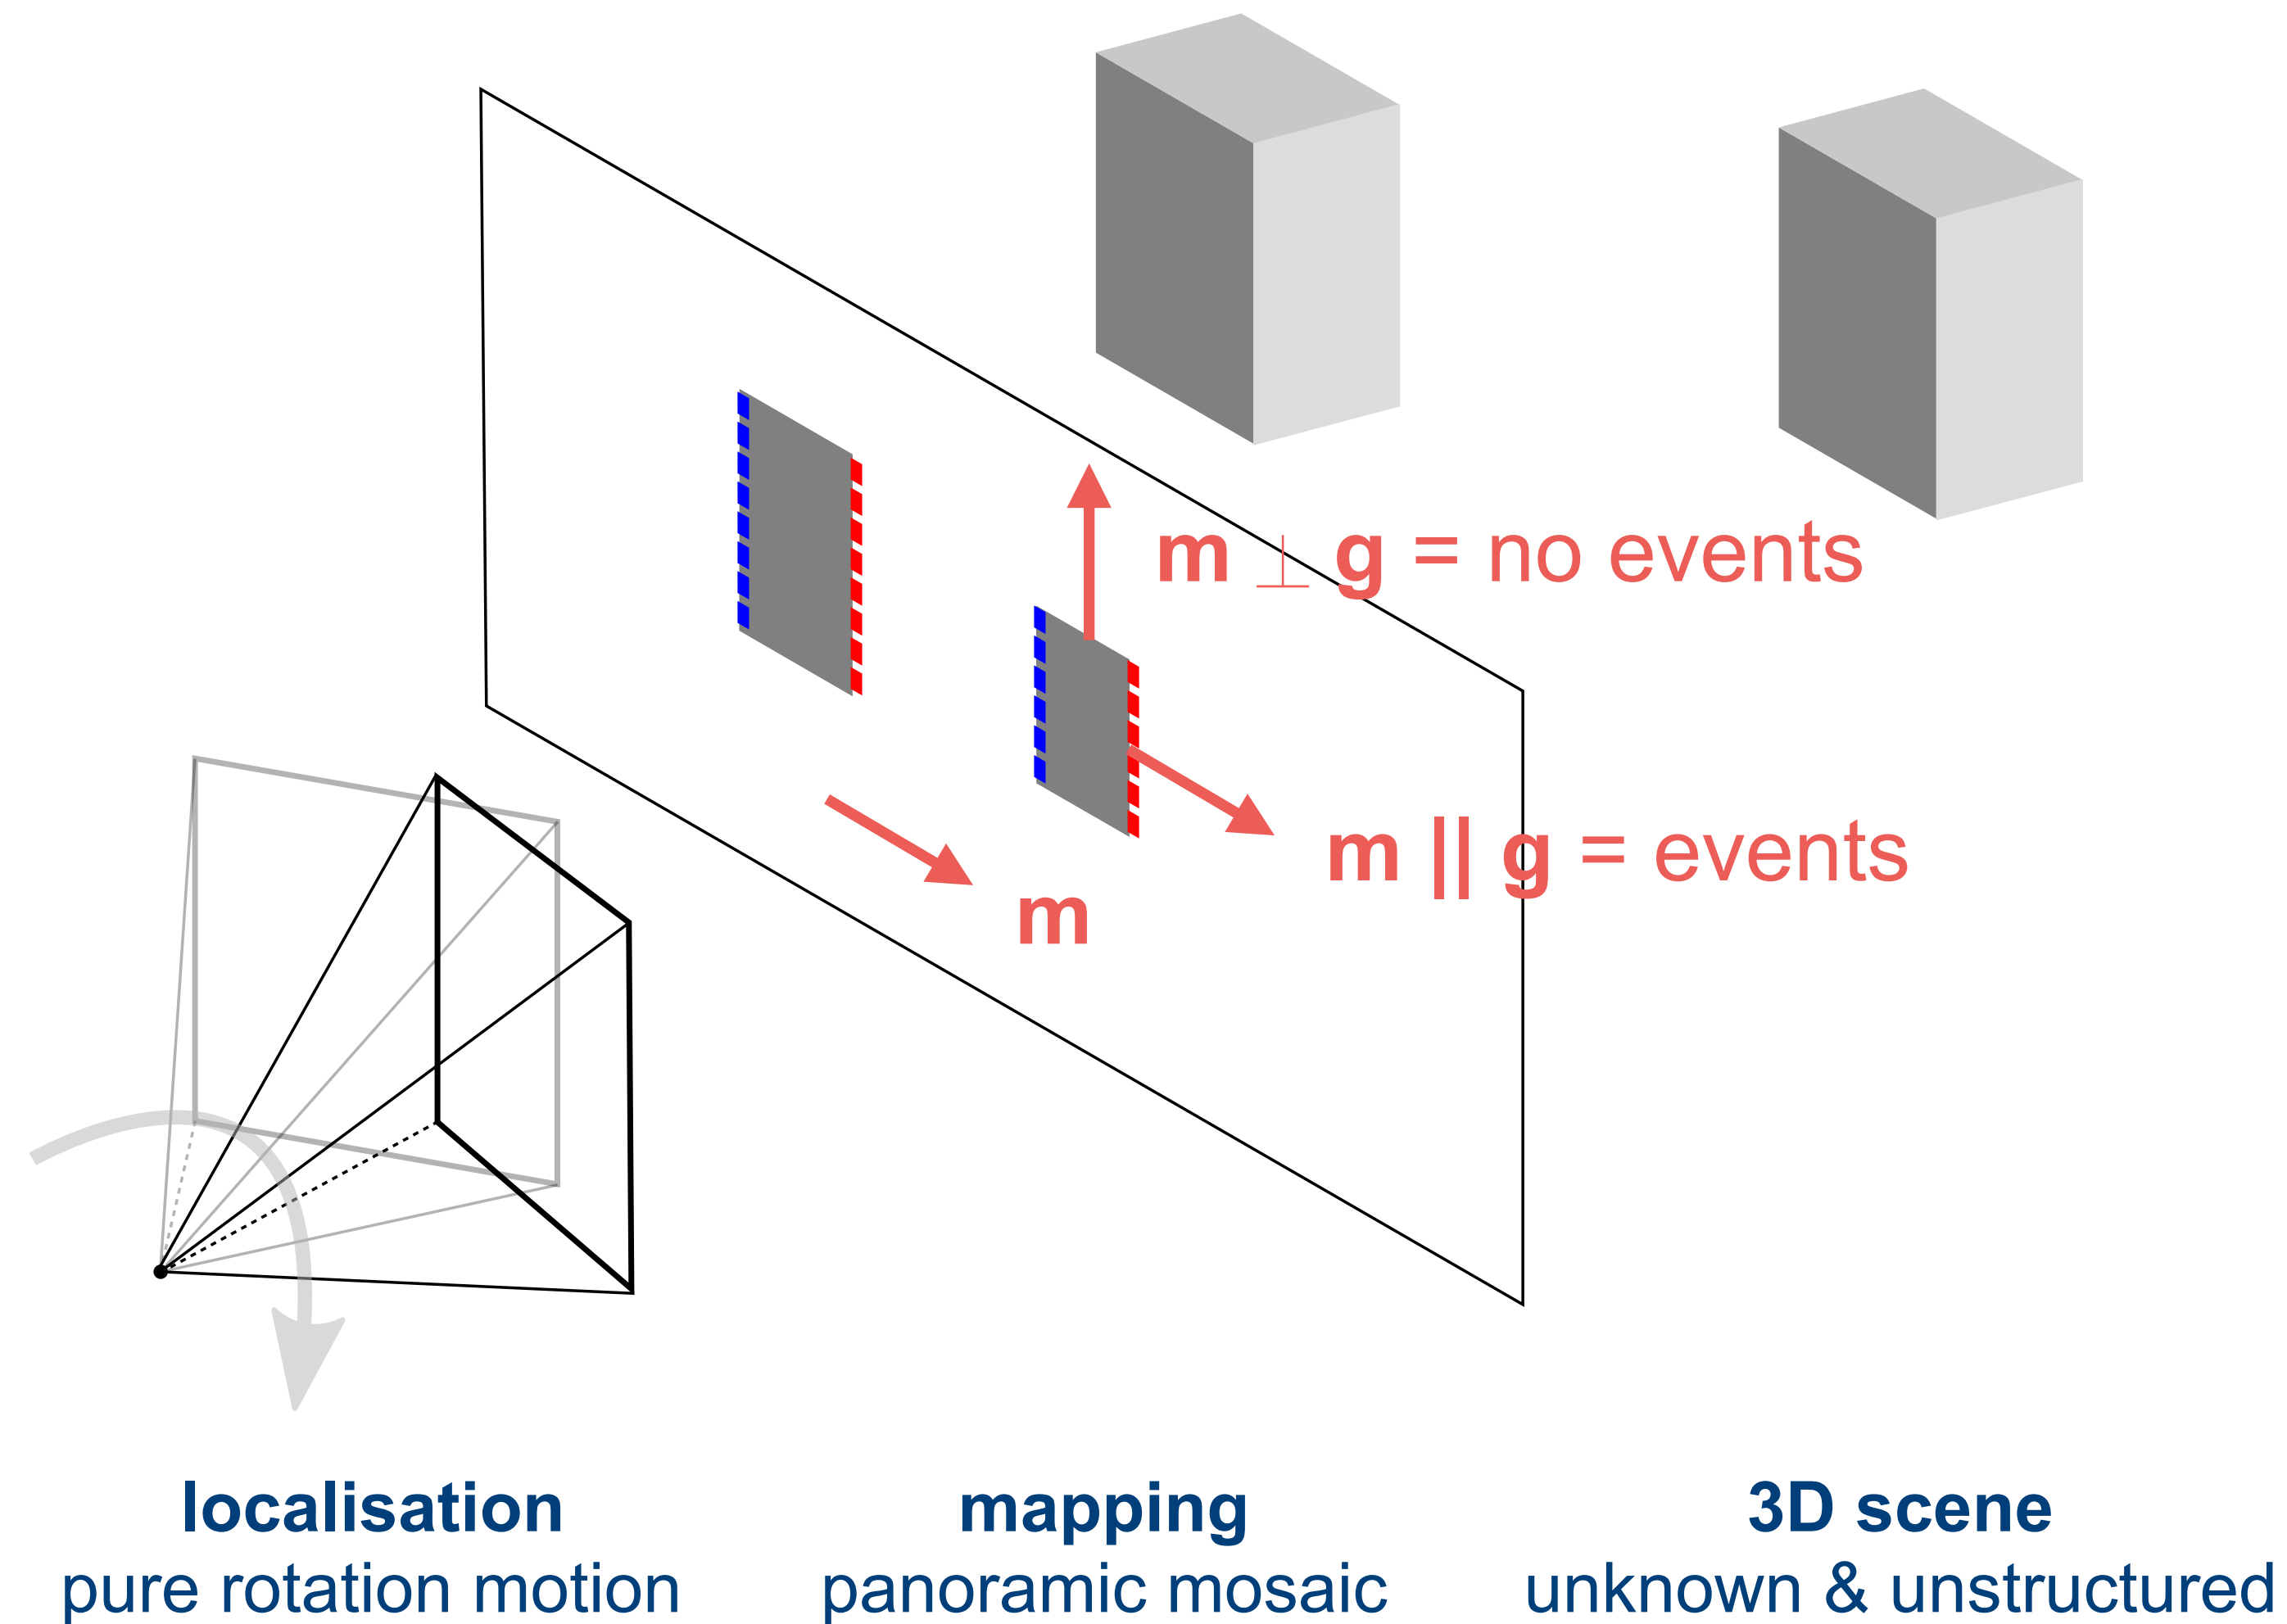 m ⊥ g = no events
m || g = events
m
localisation
pure rotation motion
mapping
panoramic mosaic
3D scene
unknown & unstructured